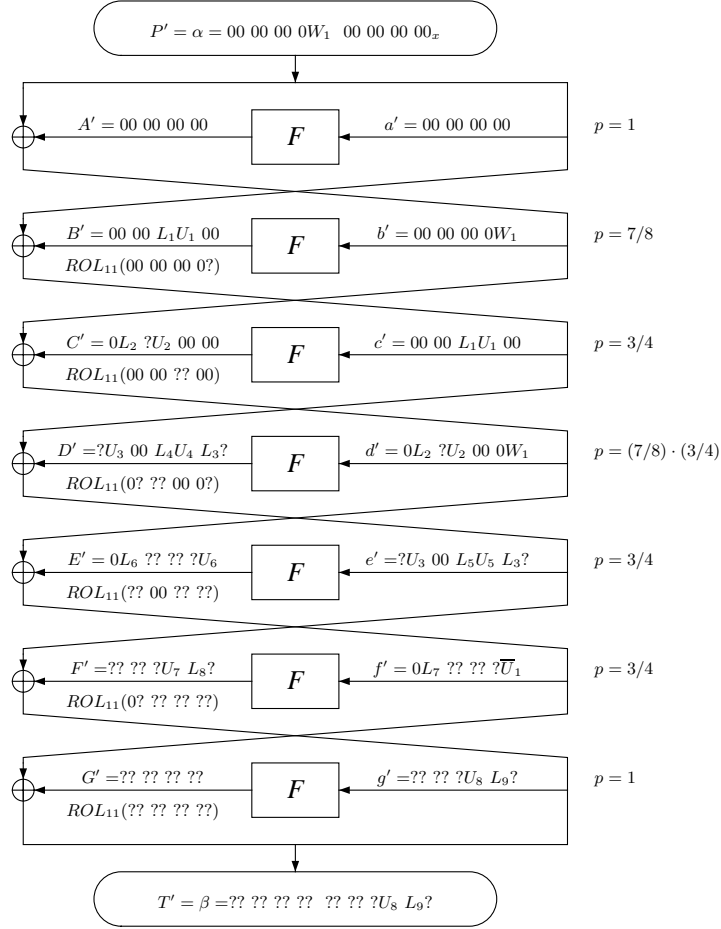 P′ = α = 00 00 00 0W₁ 00 00 00 00ₓ
A′ = 00 00 00 00 F a′ = 00 00 00 00 p = 1
B′ = 00 00 L₁U₁ 00 F b′ = 00 00 00 0W₁ p = 7/8
ROL₁₁(00 00 00 0?)
C′ = 0L₂ ?U₂ 00 00 F c′ = 00 00 L₁U₁ 00 p = 3/4
ROL₁₁(00 00 ?? 00)
D′ =?U₃ 00 L₄U₄ L₃? F d′ = 0L₂ ?U₂ 00 0W₁ p = (7/8) · (3/4)
ROL₁₁(0? ?? 00 0?)
E′ = 0L₆ ?? ?? ?U₆ F e′ =?U₃ 00 L₅U₅ L₃? p = 3/4
ROL₁₁(?? 00 ?? ??)
F′ =?? ?? ?U₇ L₈? F f′ = 0L₇ ?? ?? ?U̅₁ p = 3/4
ROL₁₁(0? ?? ?? ??)
G′ =?? ?? ?? ?? F g′ =?? ?? ?U₈ L₉? p = 1
ROL₁₁(?? ?? ?? ??)
T′ = β =?? ?? ?? ?? ?? ?? ?U₈ L₉?